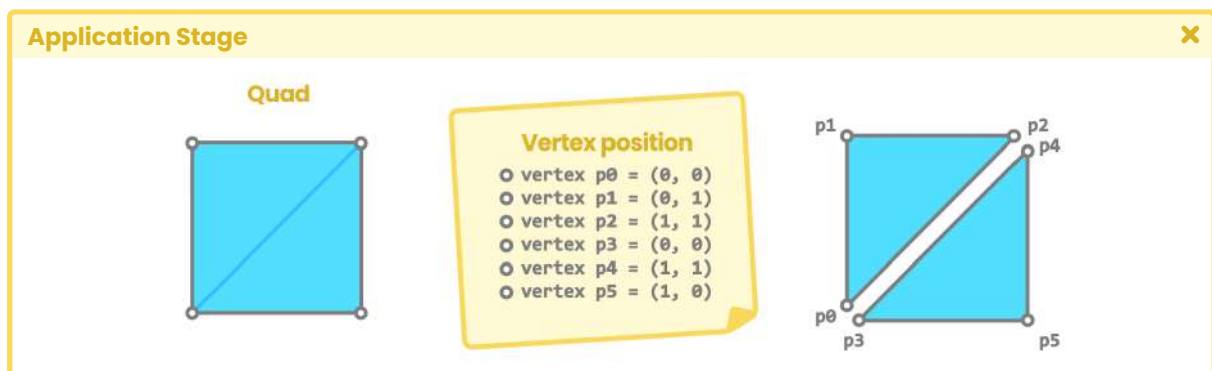 Application Stage
Quad
Vertex position
vertex p0 = (0, 0)
vertex p1 = (0, 1)
vertex p2 = (1, 1)
vertex p3 = (0, 0)
vertex p4 = (1, 1)
vertex p5 = (1, 0)
p1
p2
p4
p0
p3
p5